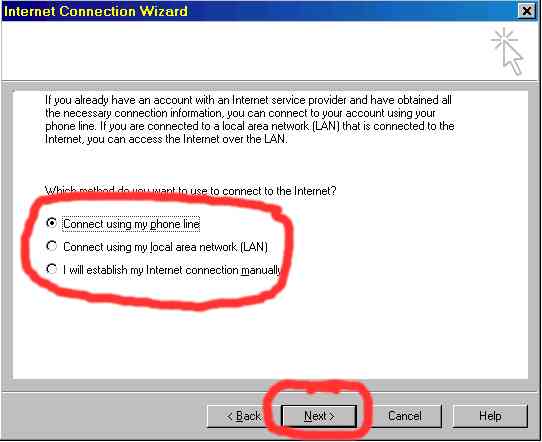 Internet Connection Wizard
If you already have an account with an Internet service provider and have obtained all
the necessary connection information, you can connect to your account using your
phone line. If you are connected to a local area network (LAN) that is connected to the
Internet, you can access the Internet over the LAN.
Which method do you want to use to connect to the Internet?
Connect using my phone line
Connect using my local area network (LAN)
I will establish my Internet connection manually
< Back Next > Cancel Help